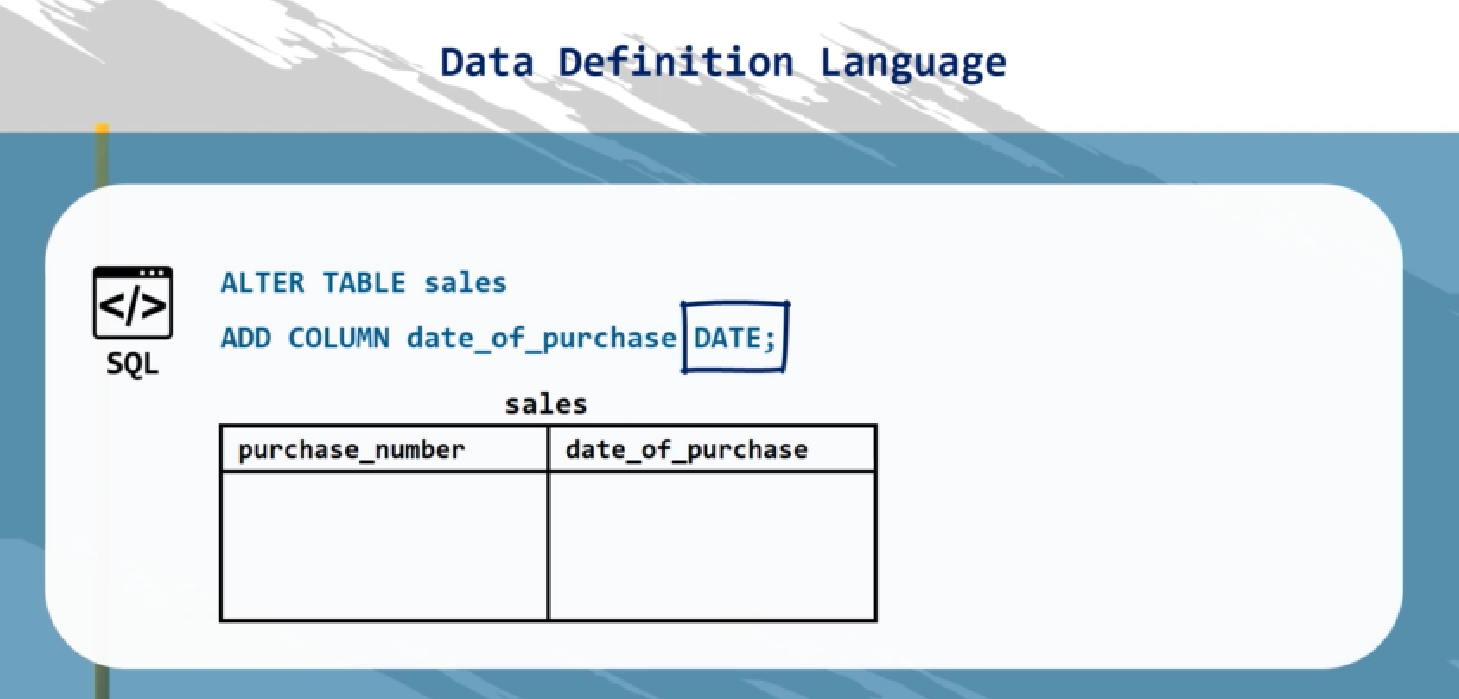 Data Definition Language
</>
SQL
ALTER TABLE sales
ADD COLUMN date_of_purchase DATE;
sales
purchase_number date_of_purchase